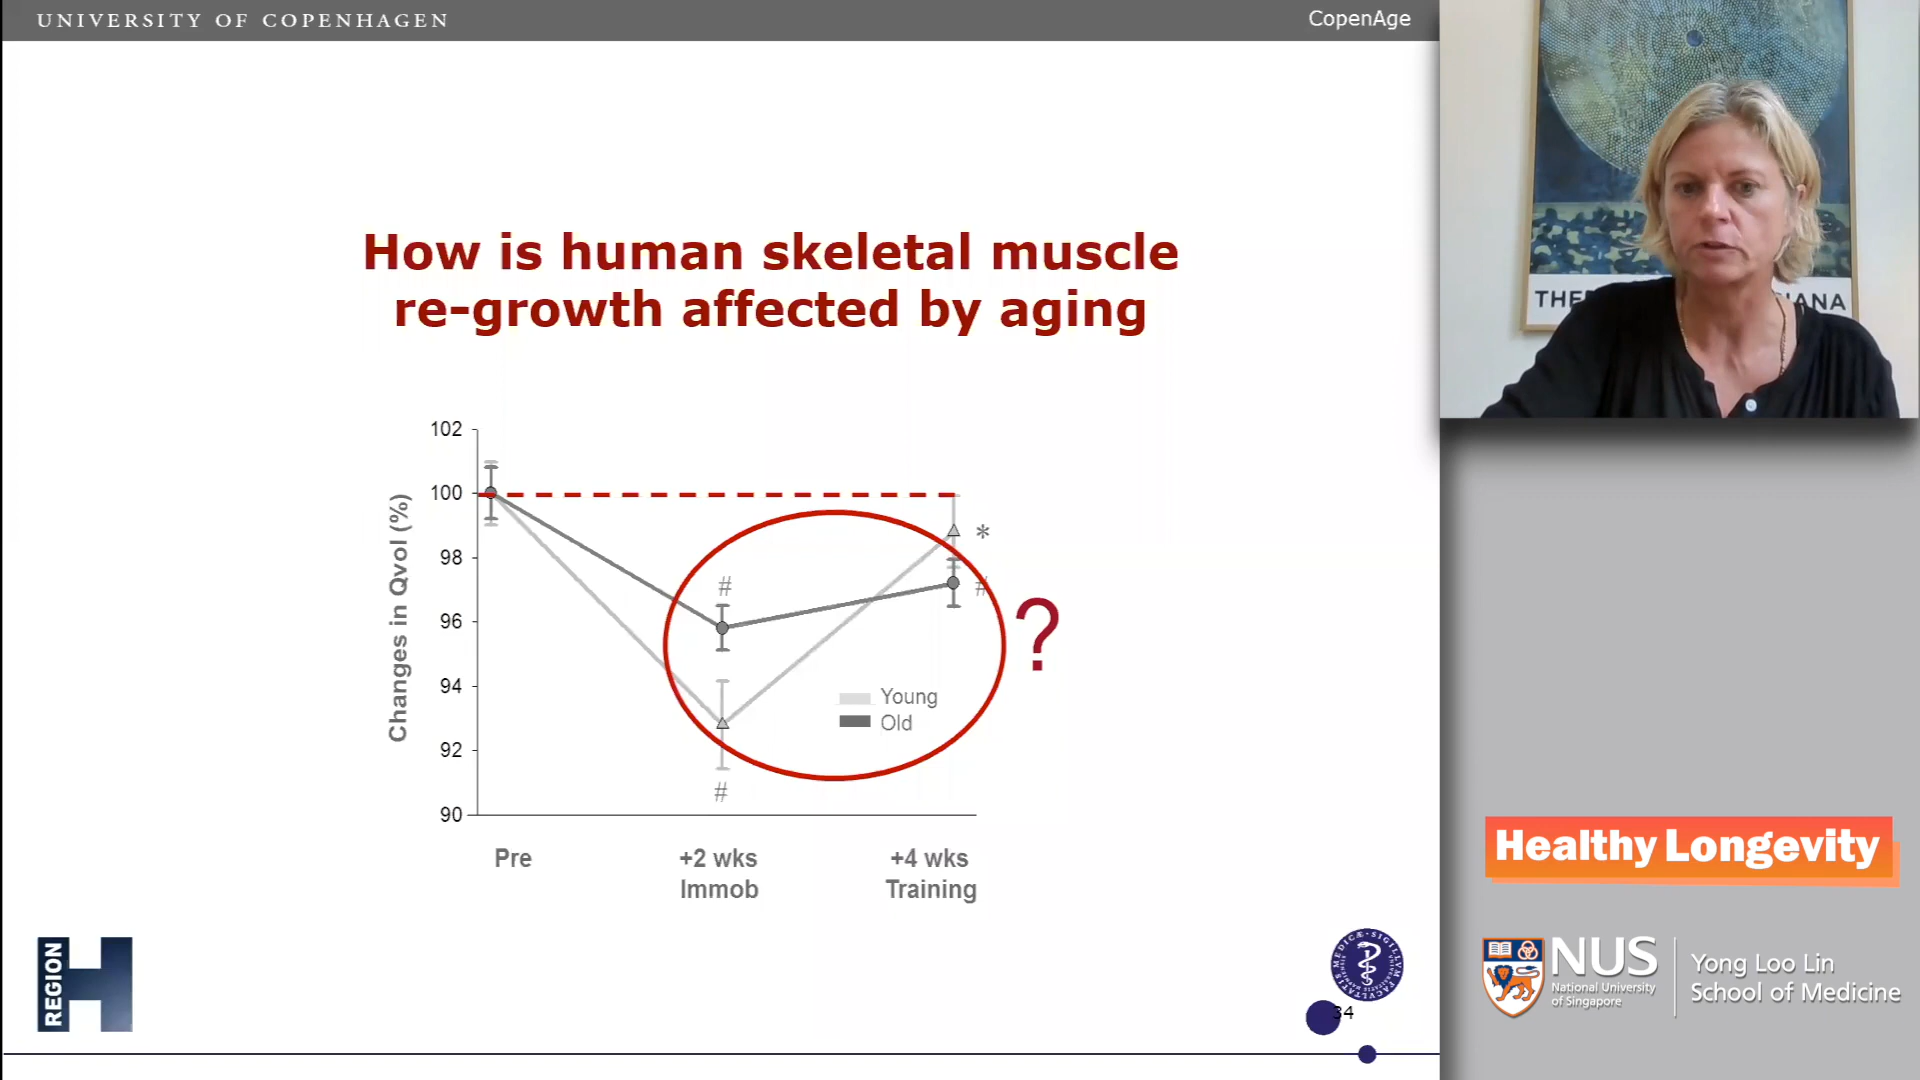 UNIVERSITY OF COPENHAGEN
CopenAge
How is human skeletal muscle
re-growth affected by aging
Changes in Qvol (%)
102
100
98
96
94
92
90
*
#
#
#
?
Young
Old
Pre
+2 wks
Immob
+4 wks
Training
REGION
34
Healthy Longevity
NUS
National University
of Singapore
Yong Loo Lin
School of Medicine